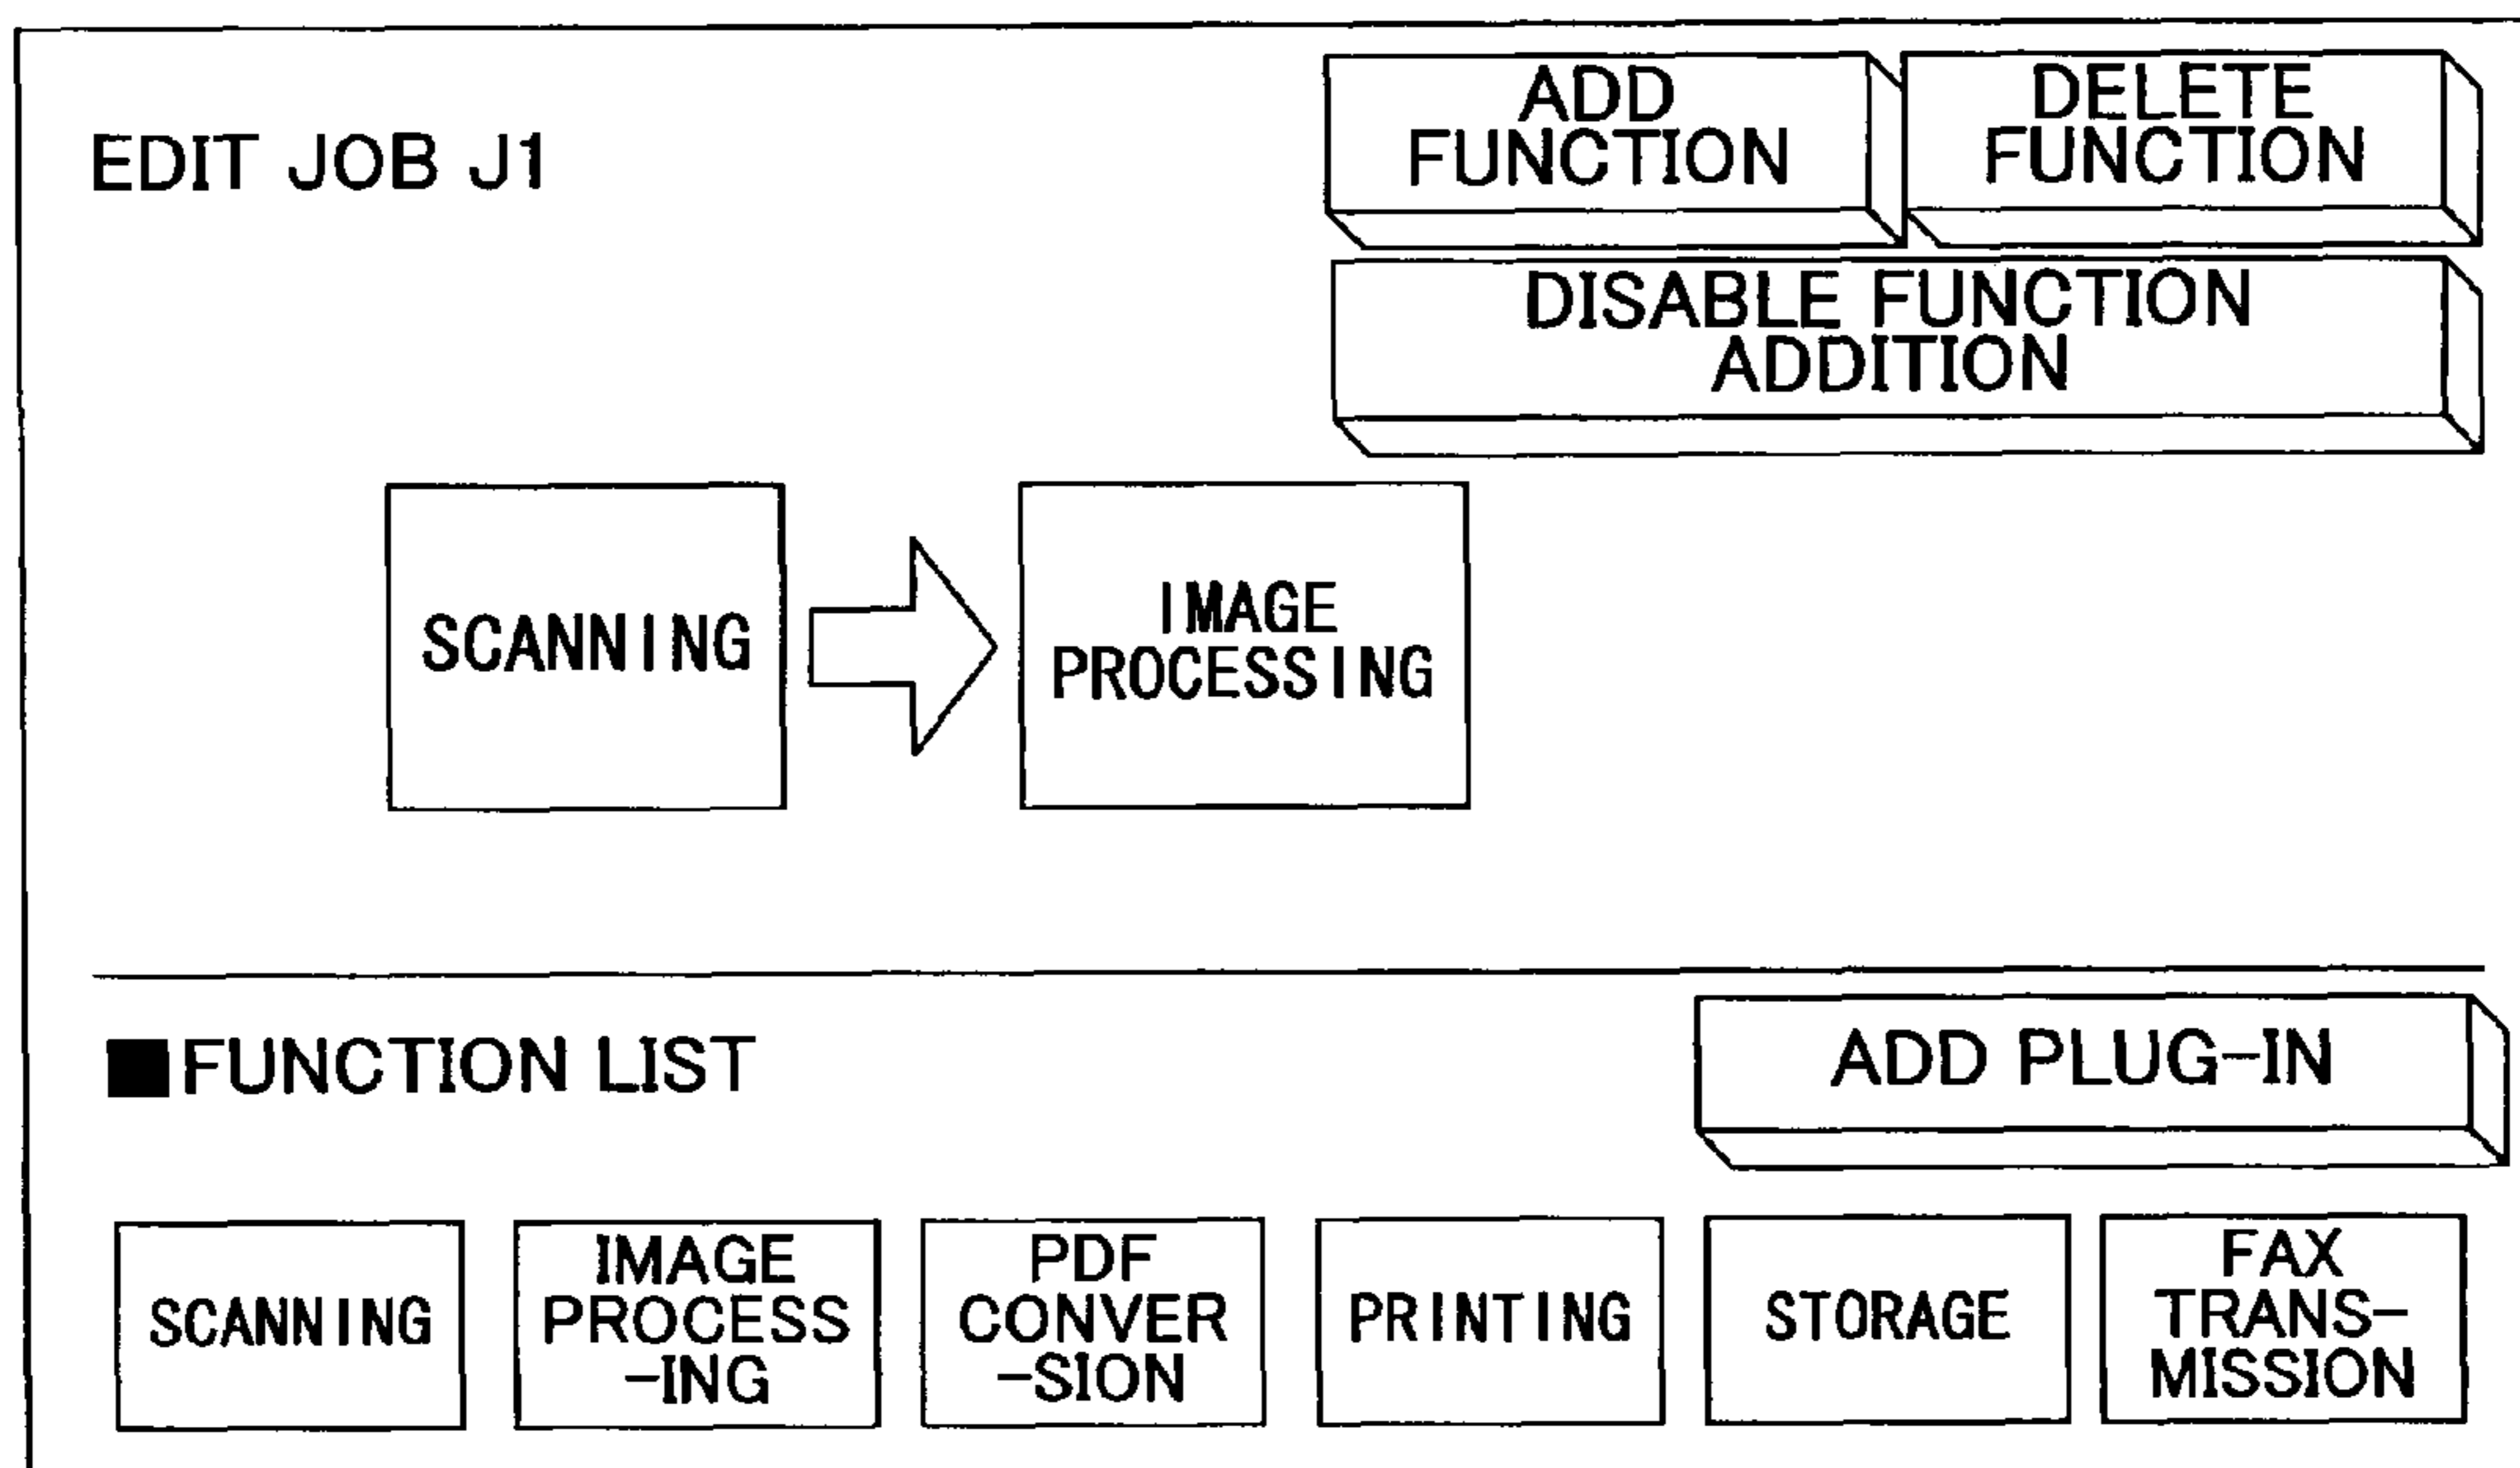 EDIT JOB J1
ADD
FUNCTION
DELETE
FUNCTION
DISABLE FUNCTION
ADDITION
SCANNING
IMAGE
PROCESSING
■FUNCTION LIST
ADD PLUG-IN
SCANNING
IMAGE
PROCESS
-ING
PDF
CONVER
-SION
PRINTING
STORAGE
FAX
TRANS-
MISSION